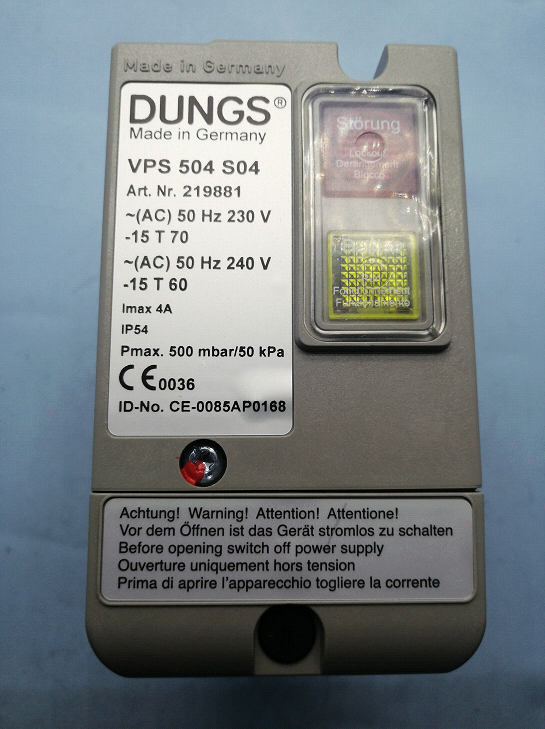 Made in Germany
DUNGS®
Made in Germany
VPS 504 S04
Art. Nr. 219881
~(AC) 50 Hz 230 V
-15 T 70
~(AC) 50 Hz 240 V
-15 T 60
Imax 4A
IP54
Pmax. 500 mbar/50 kPa
CE0036
ID-No. CE-0085AP0168
Störung
Lockout
Derangement
Blocco
Achtung! Warning! Attention! Attentione!
Vor dem Öffnen ist das Gerät stromlos zu schalten
Before opening switch off power supply
Ouverture uniquement hors tension
Prima di aprire l'apparecchio togliere la corrente